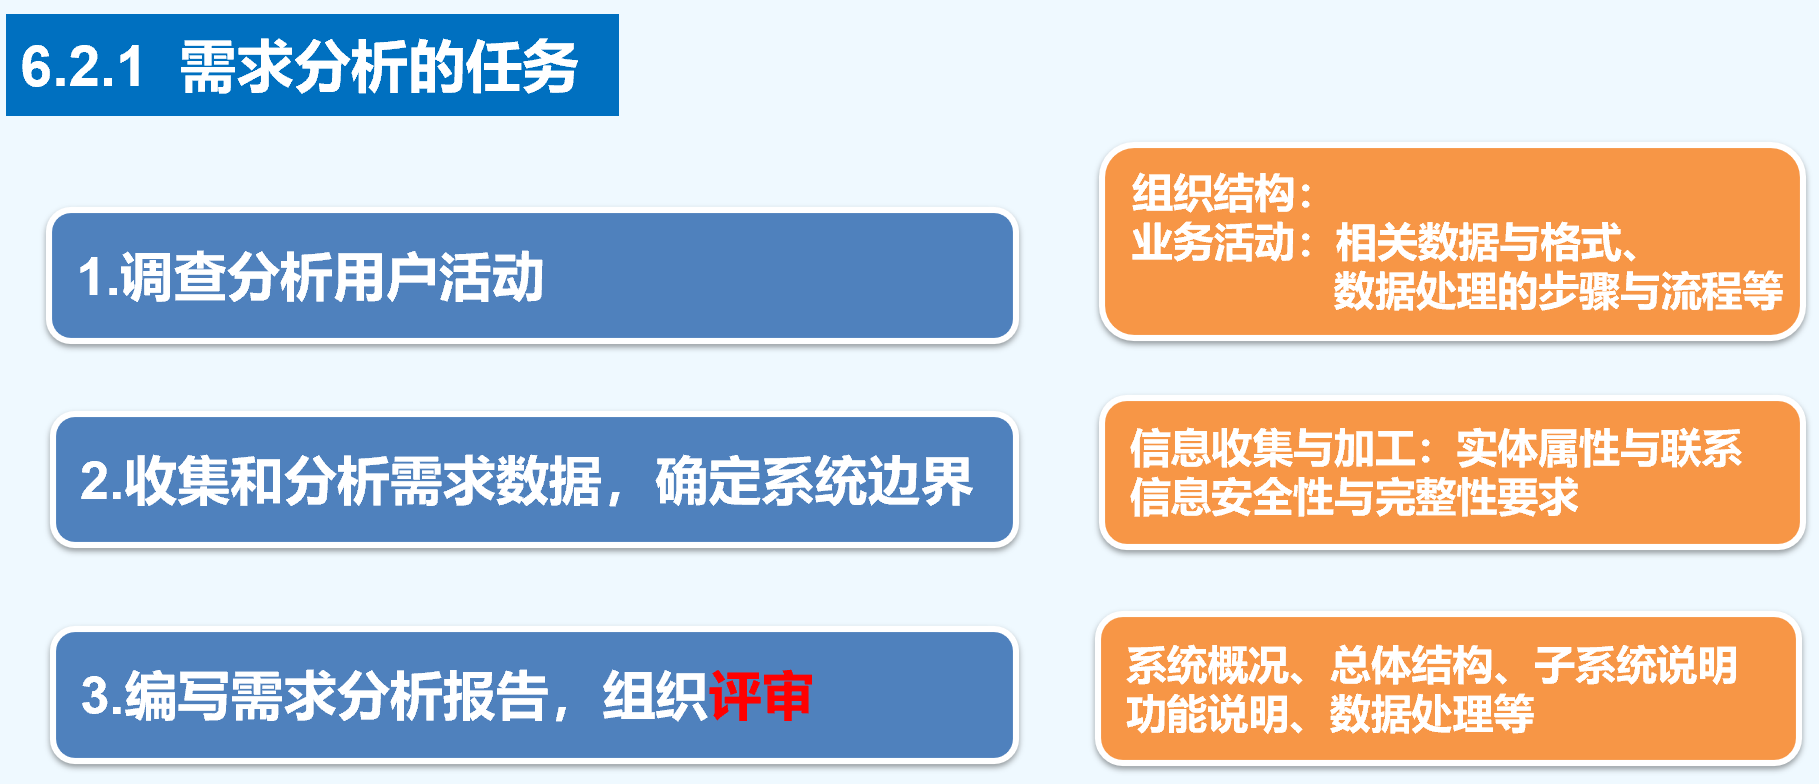 6.2.1 需求分析的任务
1.调查分析用户活动
组织结构：
业务活动：相关数据与格式、
数据处理的步骤与流程等
2.收集和分析需求数据，确定系统边界
信息收集与加工：实体属性与联系
信息安全性与完整性要求
3.编写需求分析报告，组织评审
系统概况、总体结构、子系统说明
功能说明、数据处理等